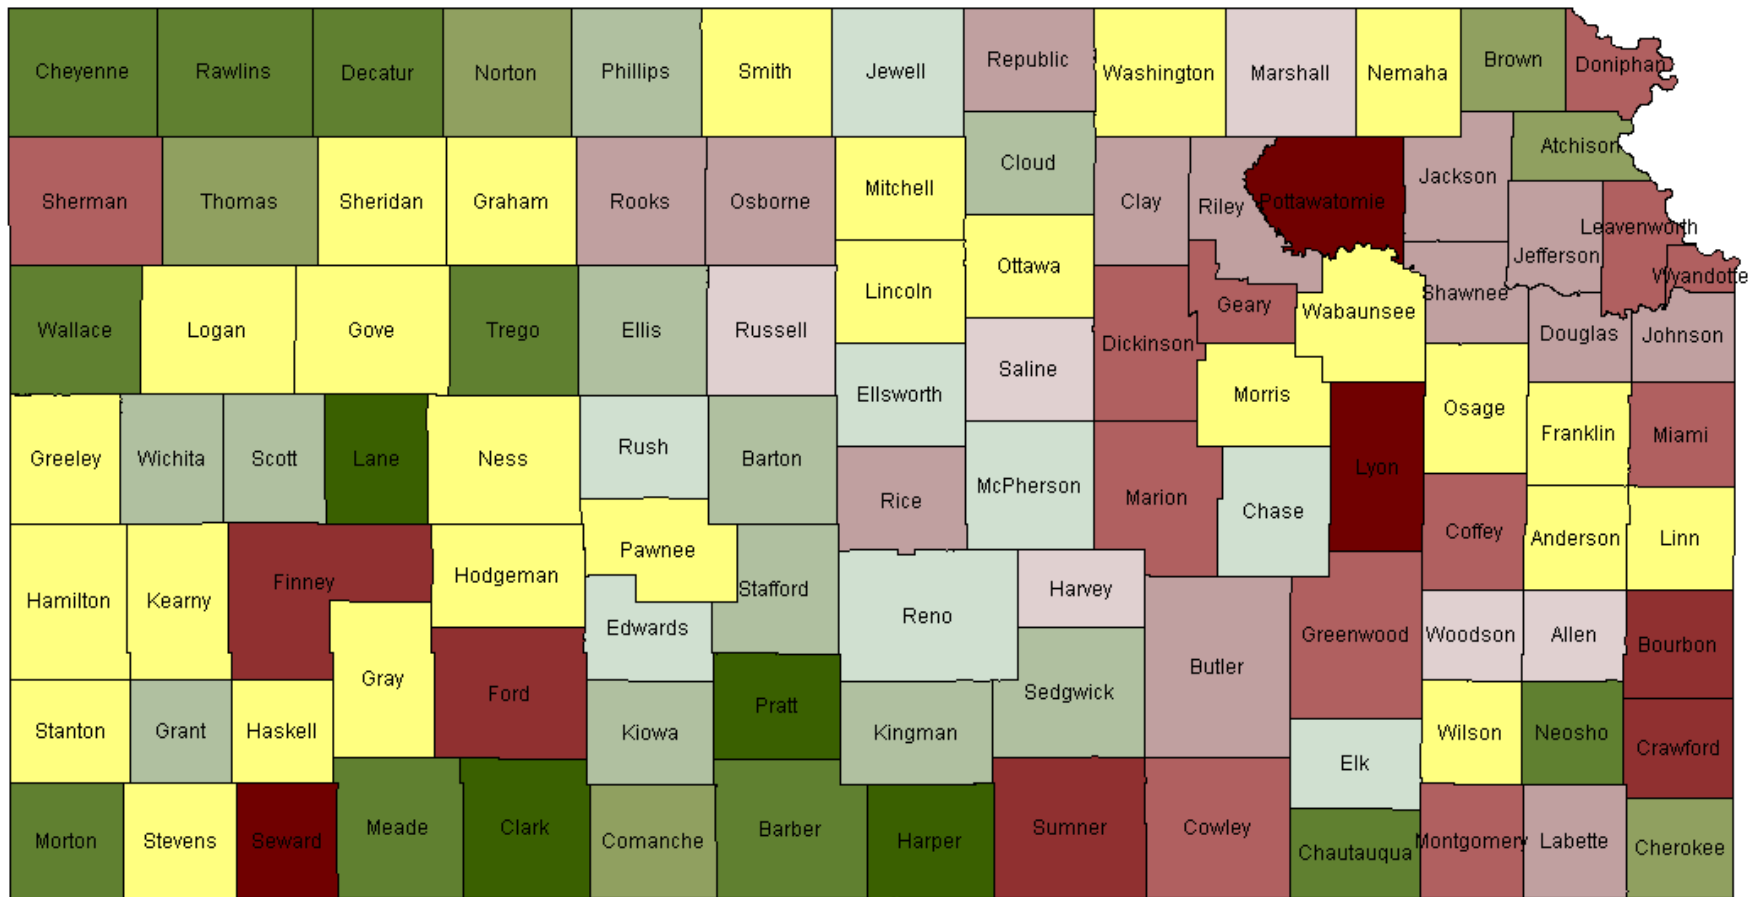 Cheyenne
Rawlins
Decatur
Norton
Phillips
Smith
Jewell
Republic
Washington
Marshall
Nemaha
Brown
Doniphan
Atchison
Sherman
Thomas
Sheridan
Graham
Rooks
Osborne
Mitchell
Cloud
Clay
Riley
Pottawatomie
Jackson
Jefferson
Leavenworth
Wyandotte
Wallace
Logan
Gove
Trego
Ellis
Russell
Lincoln
Ottawa
Saline
Dickinson
Geary
Wabaunsee
Shawnee
Douglas
Johnson
Greeley
Wichita
Scott
Lane
Ness
Rush
Barton
Ellsworth
Rice
McPherson
Marion
Morris
Chase
Lyon
Osage
Franklin
Miami
Coffey
Anderson
Linn
Hamilton
Kearny
Finney
Hodgeman
Pawnee
Edwards
Stafford
Reno
Harvey
Sedgwick
Butler
Greenwood
Woodson
Allen
Bourbon
Stanton
Grant
Haskell
Gray
Ford
Kiowa
Pratt
Kingman
Elk
Wilson
Neosho
Crawford
Morton
Stevens
Seward
Meade
Clark
Comanche
Barber
Harper
Sumner
Cowley
Chautauqua
Montgomery
Labette
Cherokee